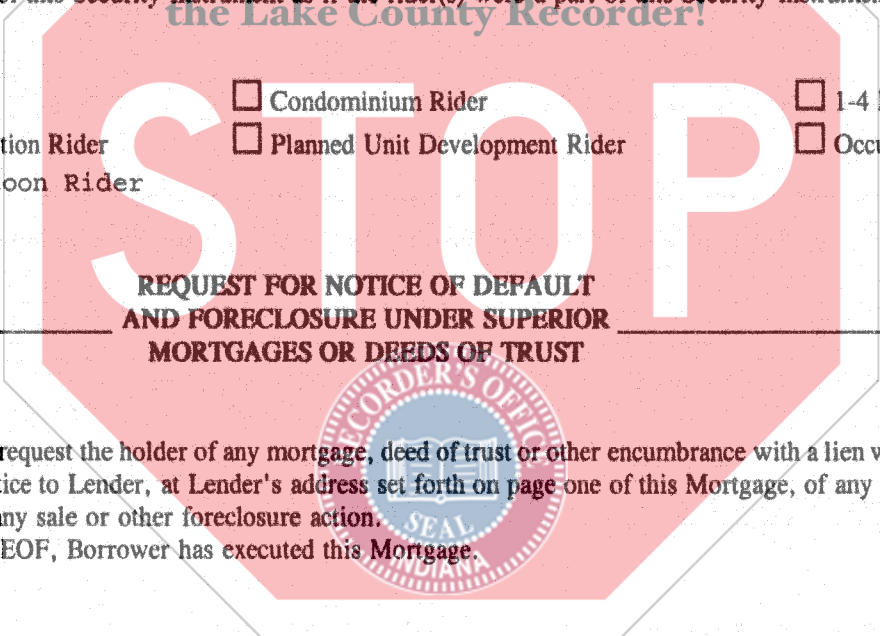 the Lake County Recorder!
STOP
Condominium Rider
1-4
tion Rider
Planned Unit Development Rider
Occu
oon Rider
REQUEST FOR NOTICE OF DEFAULT
AND FORECLOSURE UNDER SUPERIOR
MORTGAGES OR DEEDS OF TRUST
request the holder of any mortgage, deed of trust or other encumbrance with a lien
ice to Lender, at Lender's address set forth on page one of this Mortgage, of any
ny sale or other foreclosure action.
EOF, Borrower has executed this Mortgage.
RECORDER'S OFFICE
SEAL
INDIANA